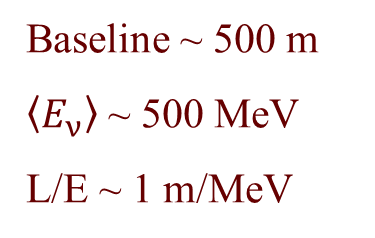 Baseline ~ 500 m
⟨E_ν⟩ ~ 500 MeV
L/E ~ 1 m/MeV